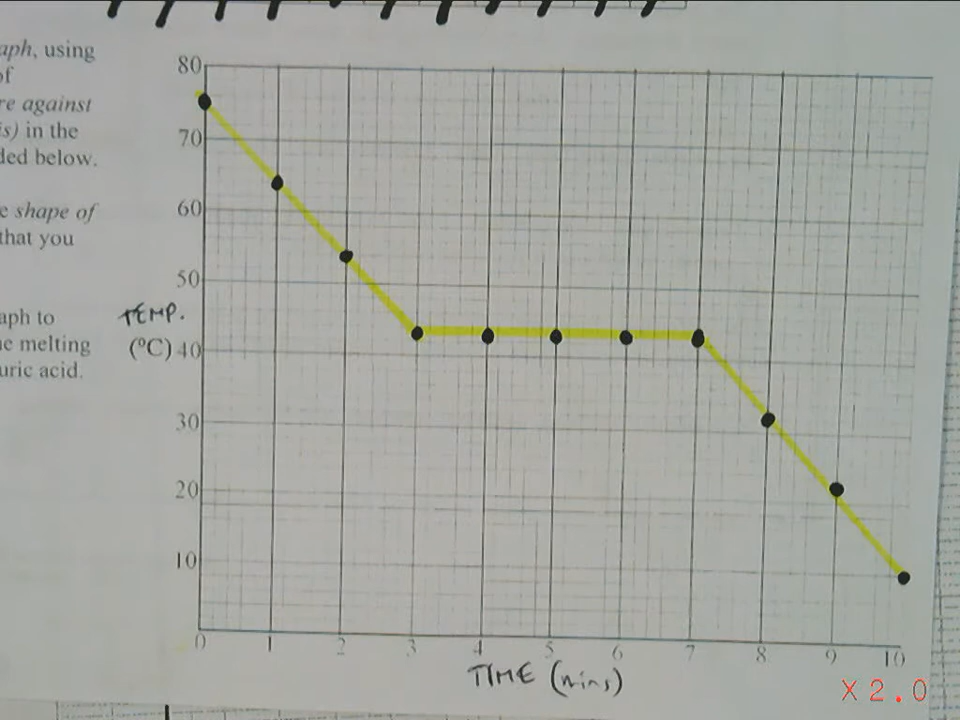 aph, using
of
re against
is) in the
ded below.
e shape of
that you
aph to
ne melting
uric acid.
80
70
60
50
TEMP.
(°C) 40
30
20
10
0 1 2 3 4 5 6 7 8 9 10
TIME (mins)
X2.0